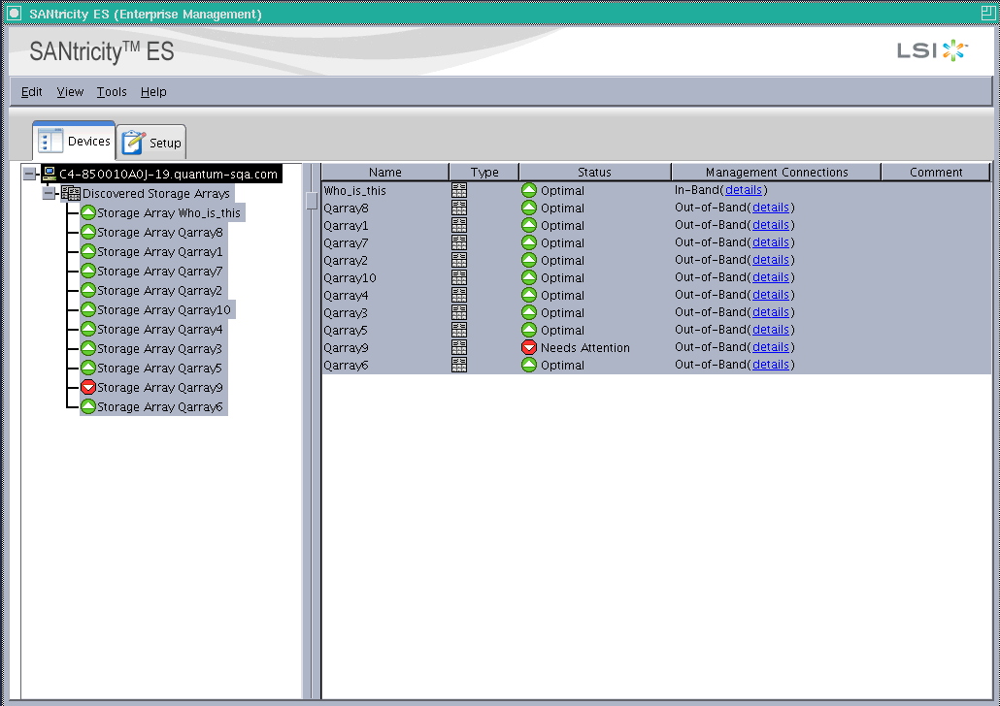 SANtricity ES (Enterprise Management)
SANtricity™ ES
LSI
Edit View Tools Help
Devices Setup
C4-850010A0J-19.quantum-sqa.com
Discovered Storage Arrays
Storage Array Who_is_this
Storage Array Qarray8
Storage Array Qarray1
Storage Array Qarray7
Storage Array Qarray2
Storage Array Qarray10
Storage Array Qarray4
Storage Array Qarray3
Storage Array Qarray5
Storage Array Qarray9
Storage Array Qarray6
Name Type Status Management Connections Comment
Who_is_this Optimal In-Band(details)
Qarray8 Optimal Out-of-Band(details)
Qarray1 Optimal Out-of-Band(details)
Qarray7 Optimal Out-of-Band(details)
Qarray2 Optimal Out-of-Band(details)
Qarray10 Optimal Out-of-Band(details)
Qarray4 Optimal Out-of-Band(details)
Qarray3 Optimal Out-of-Band(details)
Qarray5 Optimal Out-of-Band(details)
Qarray9 Needs Attention Out-of-Band(details)
Qarray6 Optimal Out-of-Band(details)